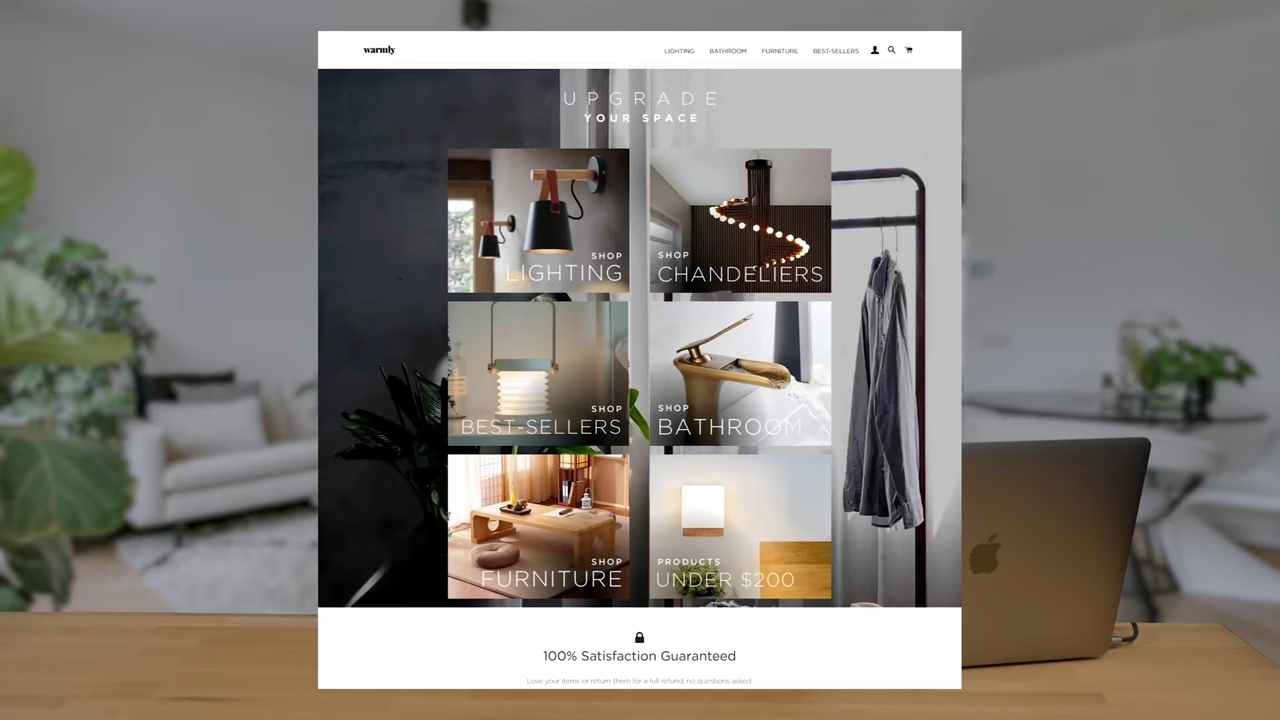 warmly
LIGHTING BATHROOM FURNITURE BEST-SELLERS
UPGRADE
YOUR SPACE
SHOP
LIGHTING
SHOP
CHANDELIERS
SHOP
BEST-SELLERS
SHOP
BATHROOM
SHOP
FURNITURE
PRODUCTS
UNDER $200
100% Satisfaction Guaranteed
Love your items or return them for a full refund, no questions asked